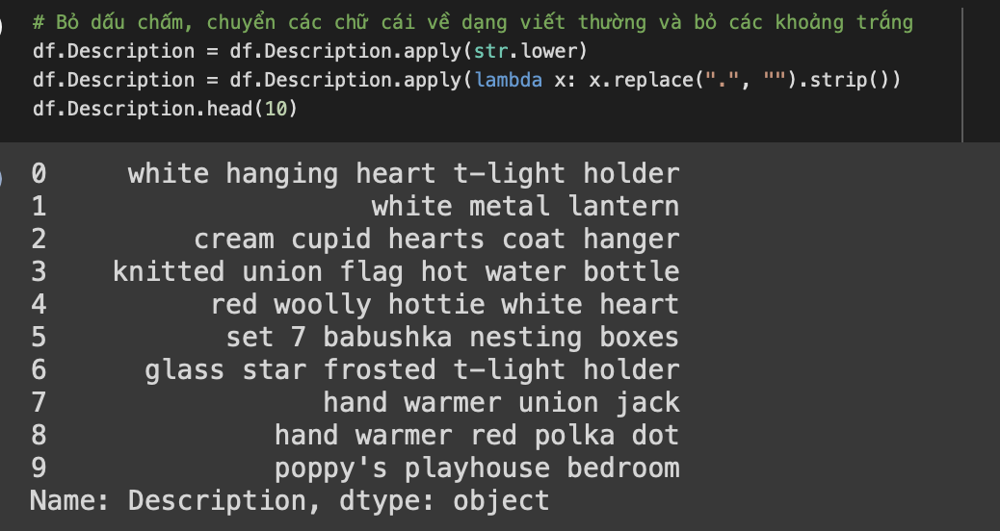 # Bỏ dấu chấm, chuyển các chữ cái về dạng viết thường và bỏ các khoảng trắng
df.Description = df.Description.apply(str.lower)
df.Description = df.Description.apply(lambda x: x.replace(".", "").strip())
df.Description.head(10)
0 white hanging heart t-light holder
1 white metal lantern
2 cream cupid hearts coat hanger
3 knitted union flag hot water bottle
4 red woolly hottie white heart
5 set 7 babushka nesting boxes
6 glass star frosted t-light holder
7 hand warmer union jack
8 hand warmer red polka dot
9 poppy's playhouse bedroom
Name: Description, dtype: object